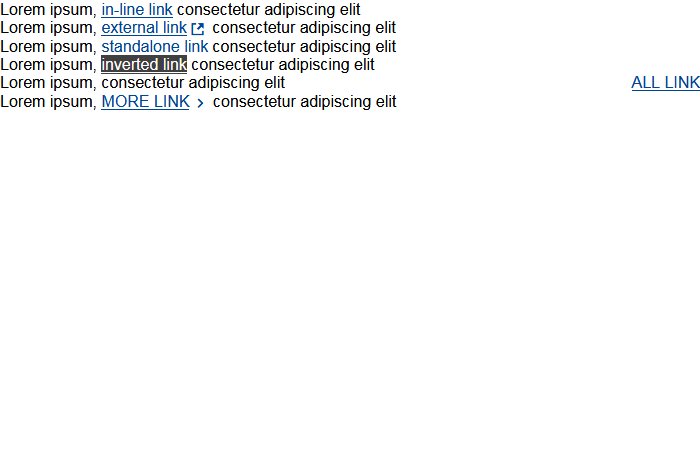 Lorem ipsum, in-line link consectetur adipiscing elit
Lorem ipsum, external link consectetur adipiscing elit
Lorem ipsum, standalone link consectetur adipiscing elit
Lorem ipsum, inverted link consectetur adipiscing elit
Lorem ipsum, consectetur adipiscing elit ALL LINK
Lorem ipsum, MORE LINK consectetur adipiscing elit